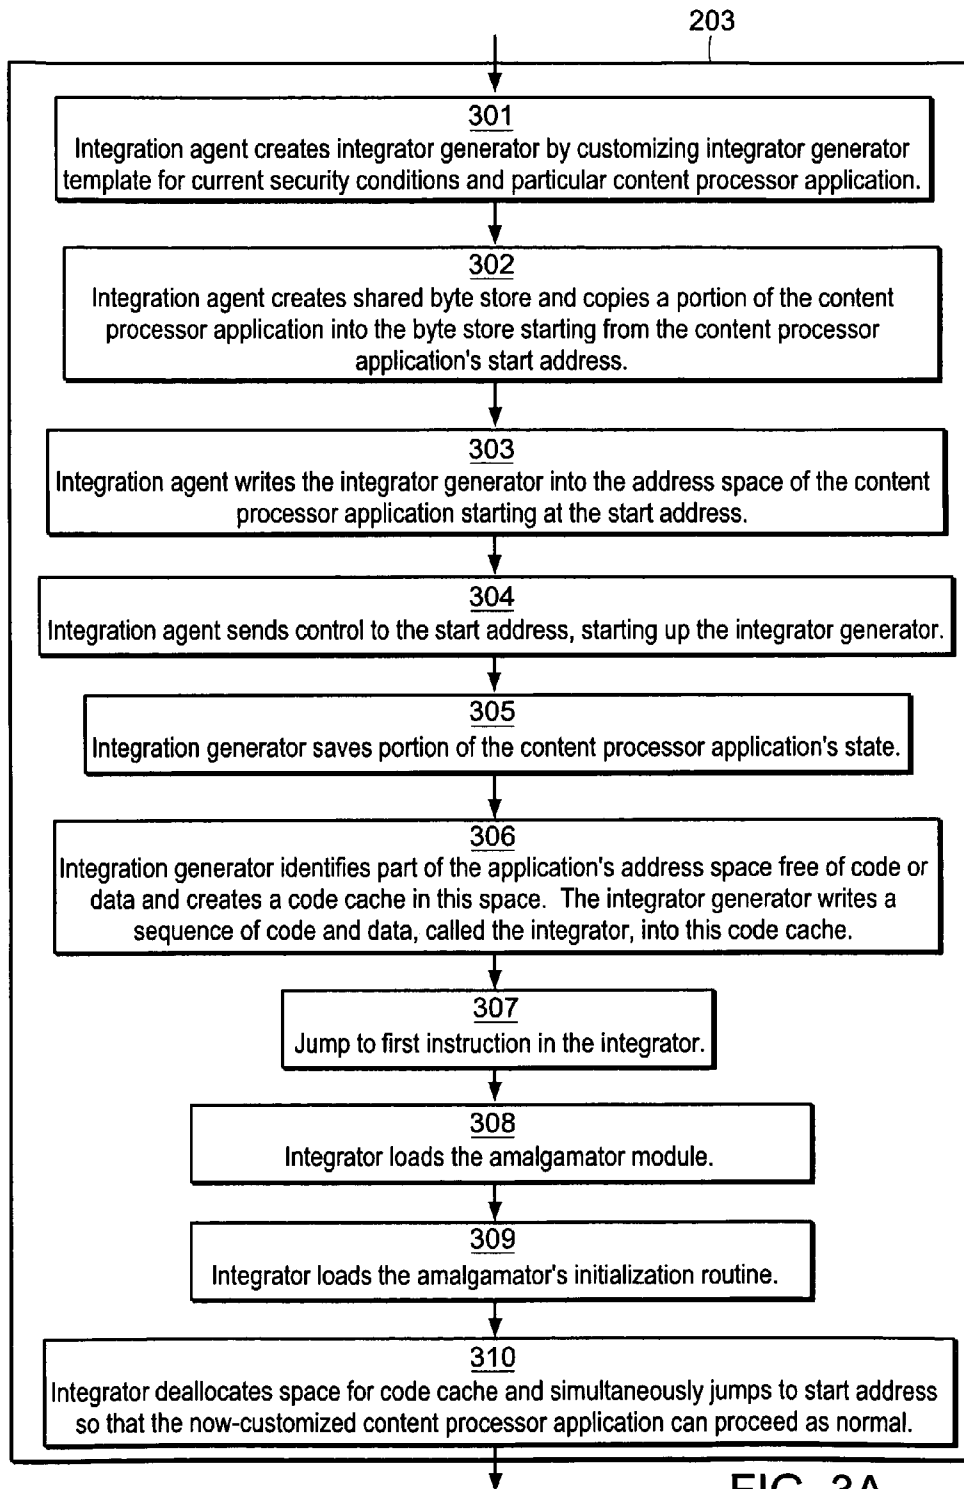 203
301
Integration agent creates integrator generator by customizing integrator generator
template for current security conditions and particular content processor application.
302
Integration agent creates shared byte store and copies a portion of the content
processor application into the byte store starting from the content processor
application's start address.
303
Integration agent writes the integrator generator into the address space of the content
processor application starting at the start address.
304
Integration agent sends control to the start address, starting up the integrator generator.
305
Integration generator saves portion of the content processor application's state.
306
Integration generator identifies part of the application's address space free of code or
data and creates a code cache in this space. The integrator generator writes a
sequence of code and data, called the integrator, into this code cache.
307
Jump to first instruction in the integrator.
308
Integrator loads the amalgamator module.
309
Integrator loads the amalgamator's initialization routine.
310
Integrator deallocates space for code cache and simultaneously jumps to start address
so that the now-customized content processor application can proceed as normal.
FIG. 3A